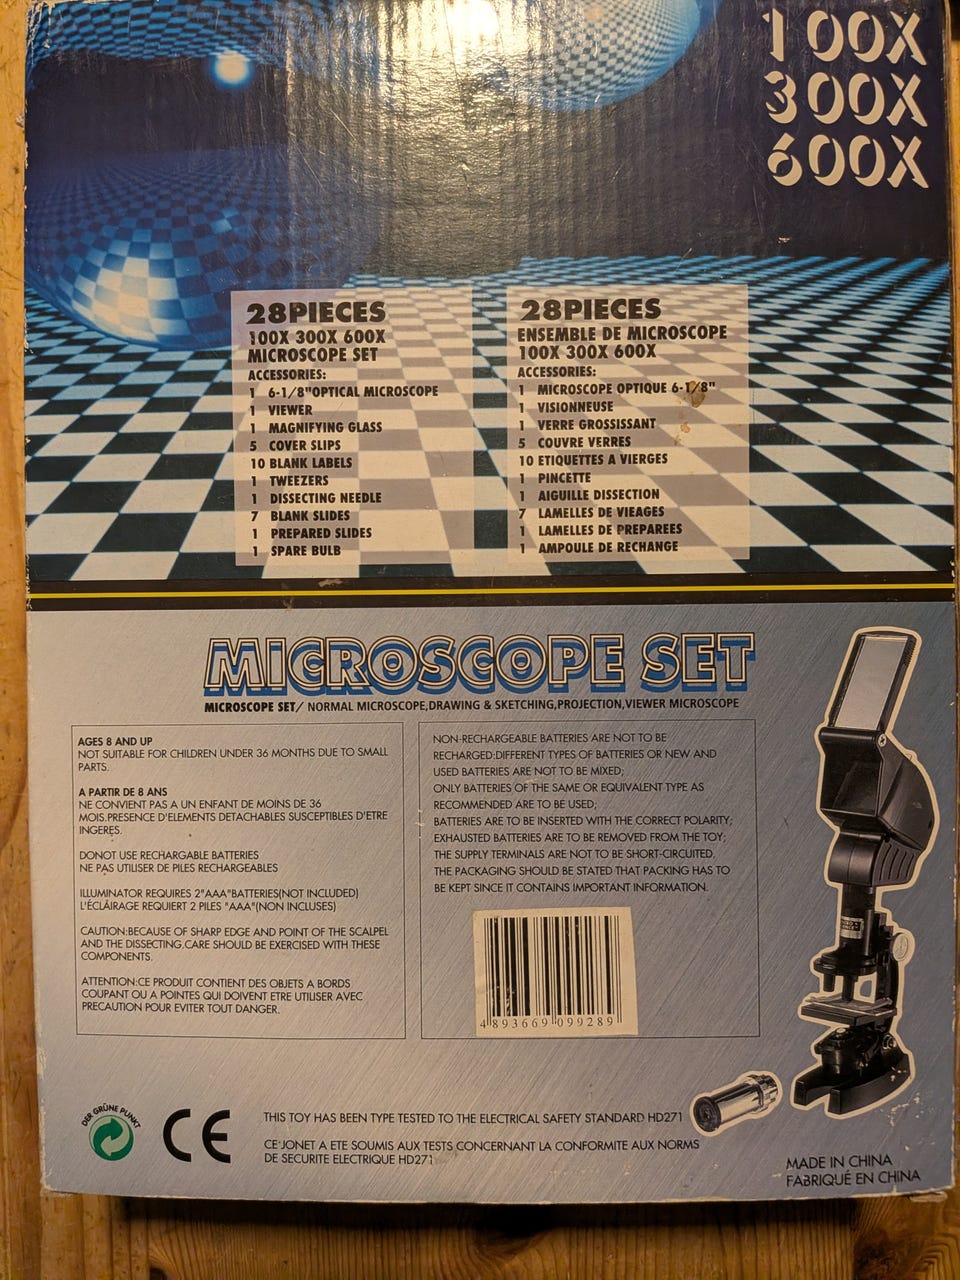 100X
300X
600X
28PIECES
100X 300X 600X
MICROSCOPE SET
ACCESSORIES:
1 6-1/8"OPTICAL MICROSCOPE
1 VIEWER
1 MAGNIFYING GLASS
5 COVER SLIPS
10 BLANK LABELS
1 TWEEZERS
1 DISSECTING NEEDLE
7 BLANK SLIDES
1 PREPARED SLIDES
1 SPARE BULB
28PIECES
ENSEMBLE DE MICROSCOPE
100X 300X 600X
ACCESSORIES:
1 MICROSCOPE OPTIQUE 6-1/8"
1 VISIONNEUSE
1 VERRE GROSSISSANT
5 COUVRE VERRES
10 ETIQUETTES A VIERGES
1 PINCETTE
1 AIGUILLE DISSECTION
7 LAMELLES DE VIEAGES
1 LAMELLES DE PREPAREES
1 AMPOULE DE RECHANGE
MICROSCOPE SET
MICROSCOPE SET/ NORMAL MICROSCOPE,DRAWING & SKETCHING,PROJECTION,VIEWER MICROSCOPE
AGES 8 AND UP
NOT SUITABLE FOR CHILDREN UNDER 36 MONTHS DUE TO SMALL
PARTS.
A PARTIR DE 8 ANS
NE CONVIENT PAS A UN ENFANT DE MOINS DE 36
MOIS.PRESENCE D'ELEMENTS DETACHABLES SUSCEPTIBLES D'ETRE
INGERES.
DONOT USE RECHARGABLE BATTERIES
NE PAS UTILISER DE PILES RECHARGEABLES
ILLUMINATOR REQUIRES 2"AAA"BATTERIES(NOT INCLUDED)
L'ÉCLÁIRAGE REQUIERT 2 PILES "AAA"(NON INCLUSES)
CAUTION:BECAUSE OF SHARP EDGE AND POINT OF THE SCALPEL
AND THE DISSECTING.CARE SHOULD BE EXERCISED WITH THESE
COMPONENTS.
ATTENTION:CE PRODUIT CONTIENT DES OBJETS A BORDS
COUPANT OU A POINTES QUI DOIVENT ETRE UTILISER AVEC
PRECAUTION POUR EVITER TOUT DANGER.
NON-RECHARGEABLE BATTERIES ARE NOT TO BE
RECHARGED:DIFFERENT TYPES OF BATTERIES OR NEW AND
USED BATTERIES ARE NOT TO BE MIXED;
ONLY BATTERIES OF THE SAME OR EQUIVALENT TYPE AS
RECOMMENDED ARE TO BE USED;
BATTERIES ARE TO BE INSERTED WITH THE CORRECT POLARITY;
EXHAUSTED BATTERIES ARE TO BE REMOVED FROM THE TOY;
THE SUPPLY TERMINALS ARE NOT TO BE SHORT-CIRCUITED.
THE PACKAGING SHOULD BE STATED THAT PACKING HAS TO
BE KEPT SINCE IT CONTAINS IMPORTANT INFORMATION.
4 893669 099289
DER GRÜNE PUNKT
CE
THIS TOY HAS BEEN TYPE TESTED TO THE ELECTRICAL SAFETY STANDARD HD271
CE JONET A ETE SOUMIS AUX TESTS CONCERNANT LA CONFORMITE AUX NORMS
DE SECURITE ELECTRIQUE HD271
MADE IN CHINA
FABRIQUÉ EN CHINA